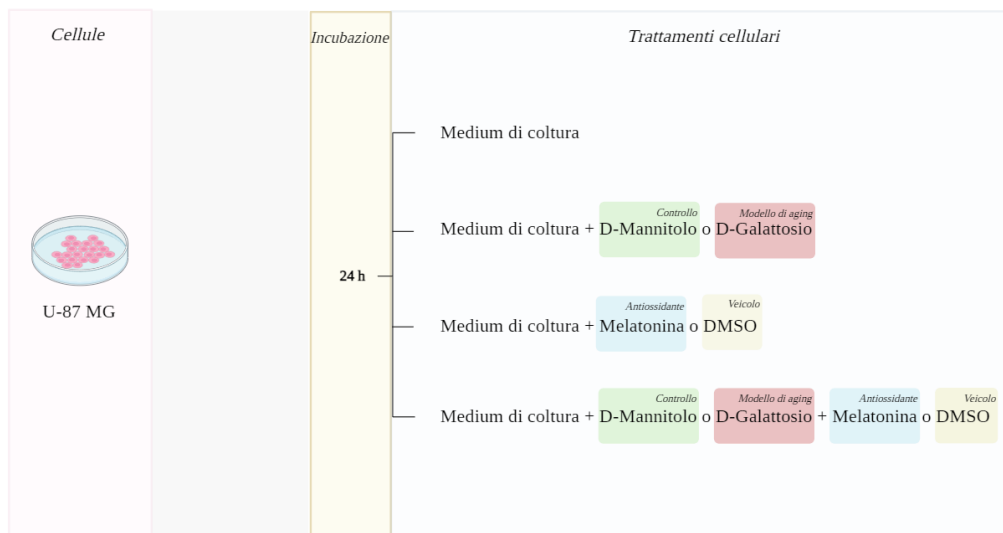 Cellule
Incubazione
Trattamenti cellulari
Medium di coltura
Controllo Modello di aging
Medium di coltura + D-Mannitolo o D-Galattosio
24 h
U-87 MG
Antiossidante Veicolo
Medium di coltura + Melatonina o DMSO
Controllo Modello di aging Antiossidante Veicolo
Medium di coltura + D-Mannitolo o D-Galattosio + Melatonina o DMSO